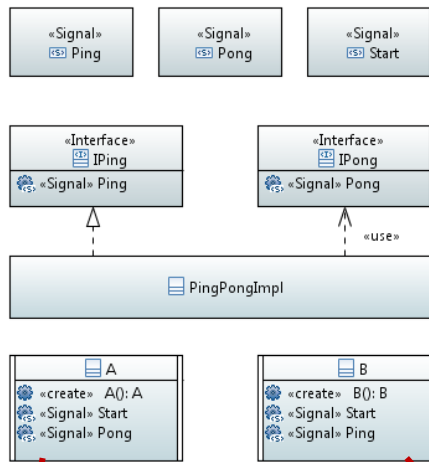 «Signal» «Signal» «Signal»
Ping Pong Start
«Interface» «Interface»
IPing IPong
«Signal» Ping «Signal» Pong
«use»
PingPongImpl
A B
«create» A(): A «create» B(): B
«Signal» Start «Signal» Start
«Signal» Pong «Signal» Ping